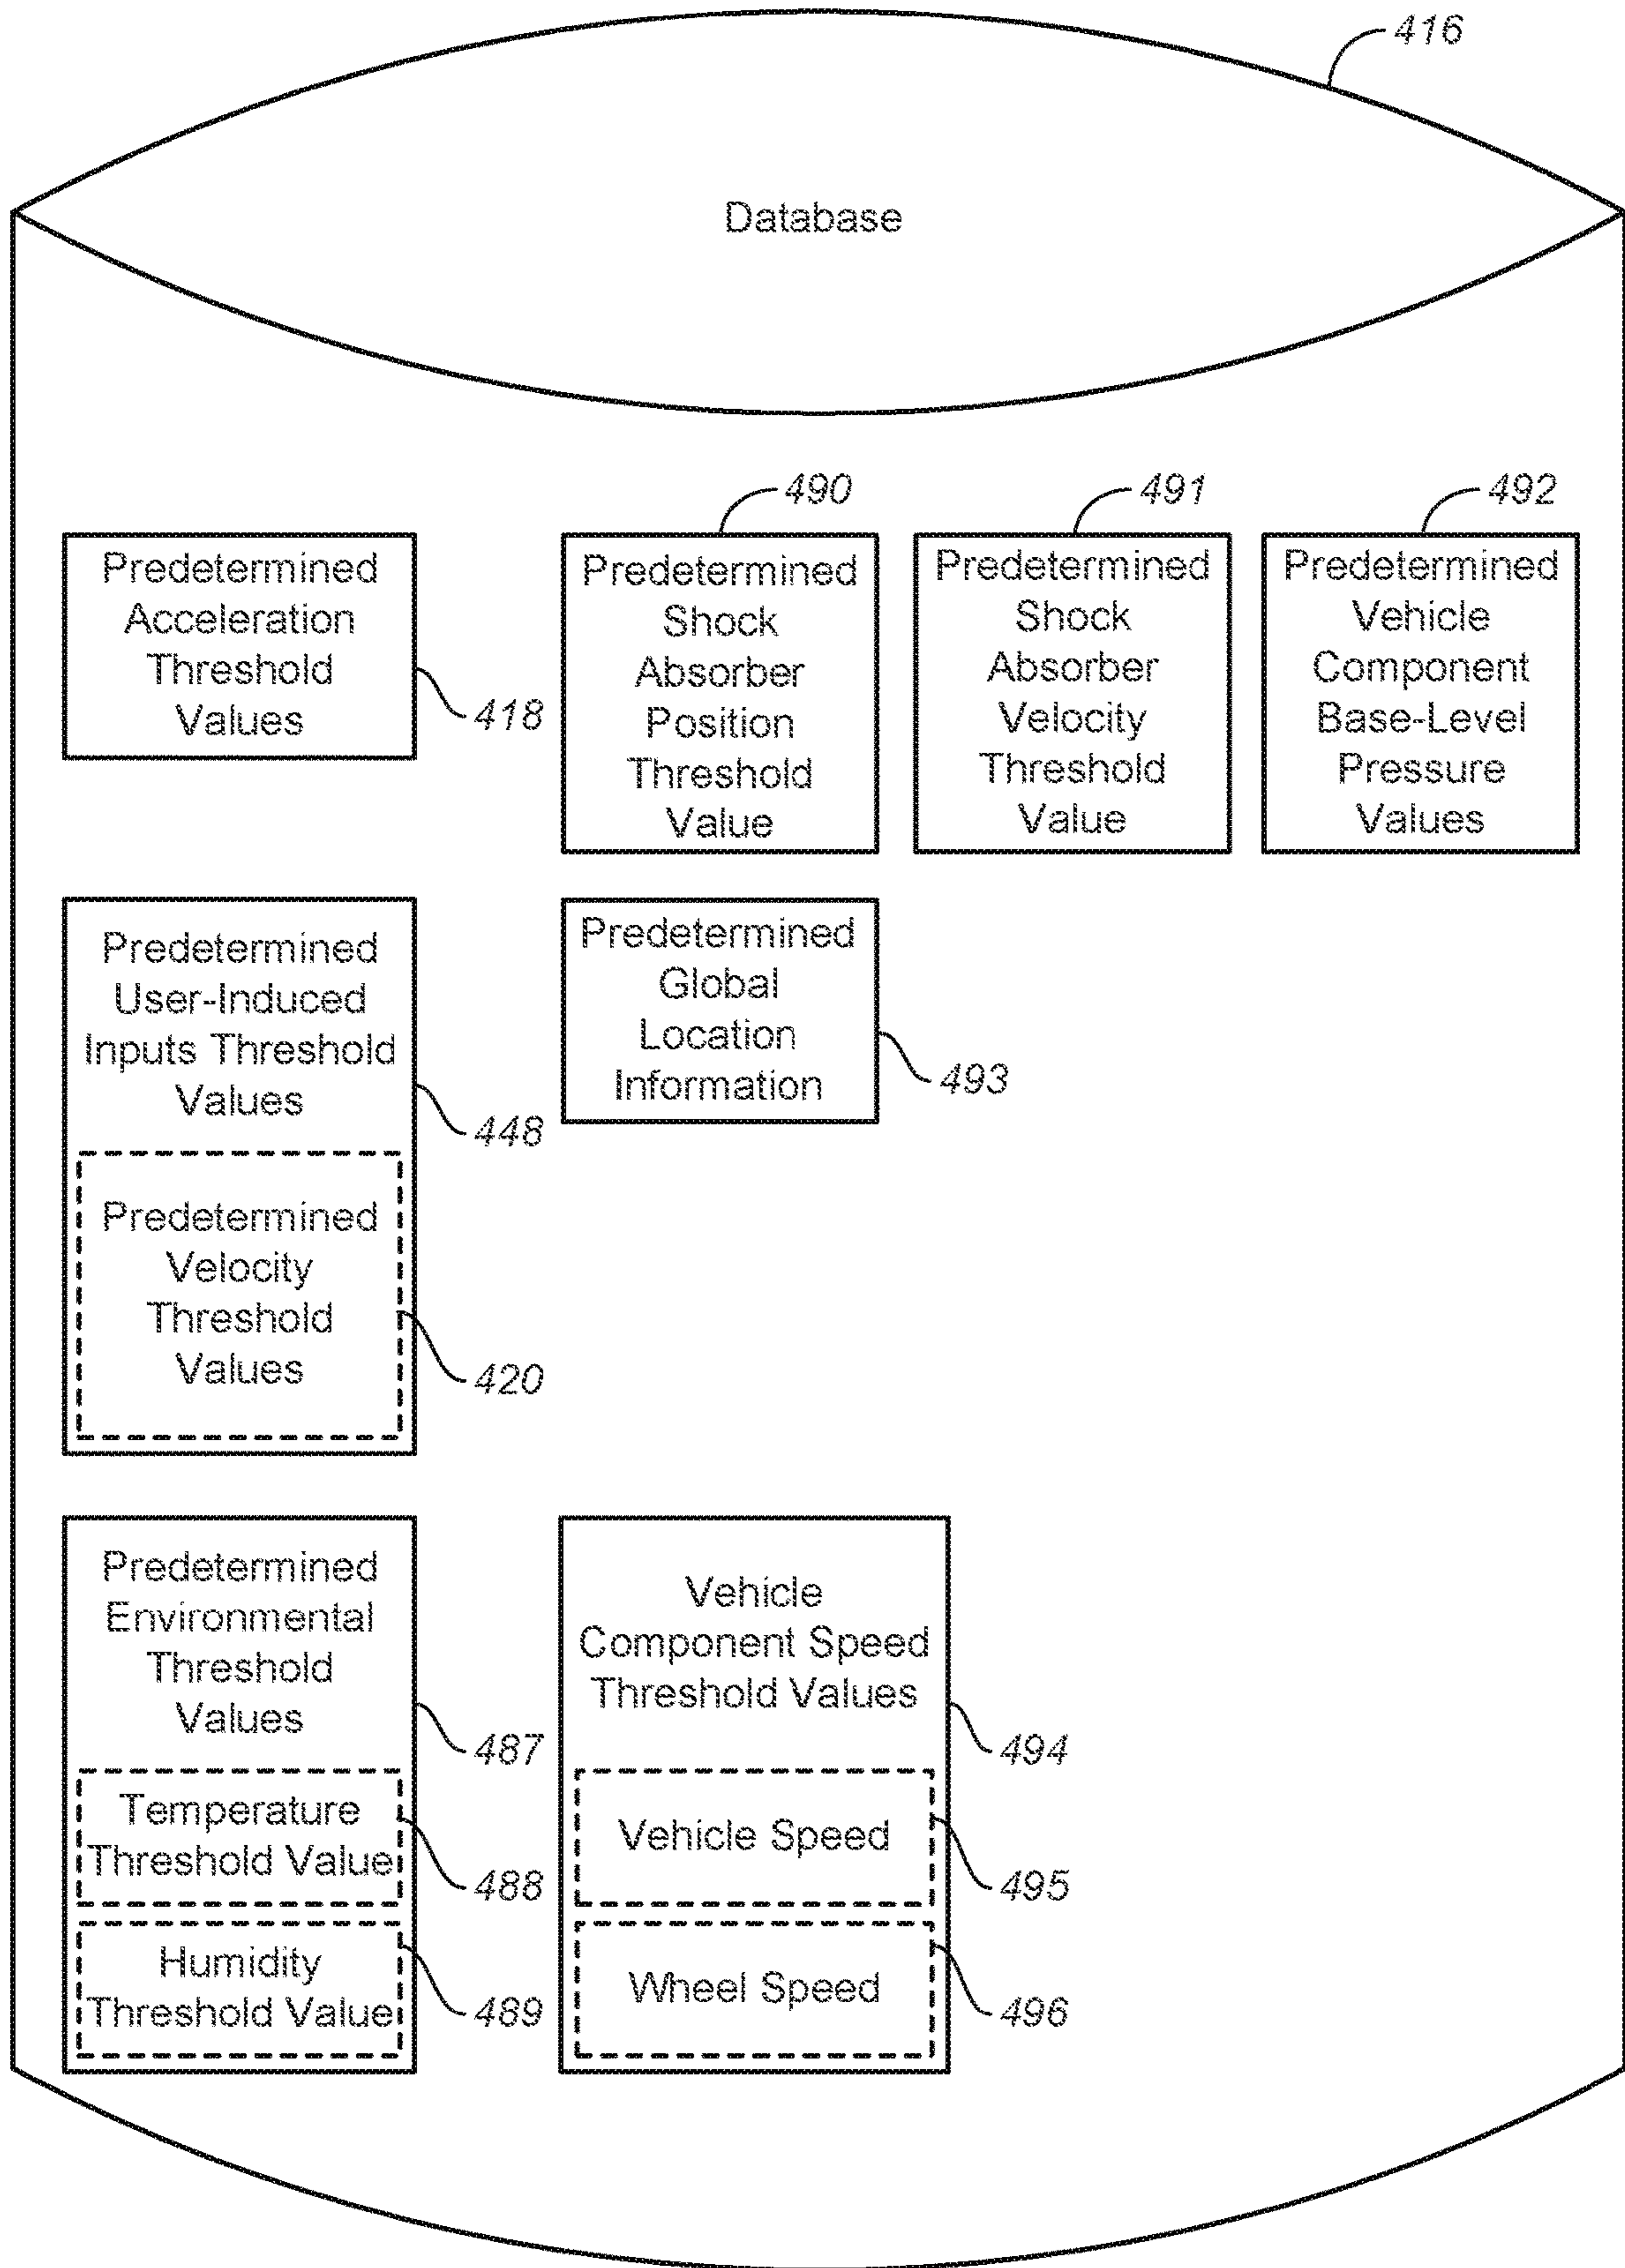 416
Database
490
491
492
Predetermined
Acceleration
Threshold
Values
418
Predetermined
Shock
Absorber
Position
Threshold
Value
Predetermined
Shock
Absorber
Velocity
Threshold
Value
Predetermined
Vehicle
Component
Base-Level
Pressure
Values
Predetermined
User-Induced
Inputs Threshold
Values
448
Predetermined
Velocity
Threshold
Values
420
Predetermined
Global
Location
Information
493
Predetermined
Environmental
Threshold
Values
487
Temperature
Threshold Value
488
Humidity
Threshold Value
489
Vehicle
Component Speed
Threshold Values
494
Vehicle Speed
495
Wheel Speed
496